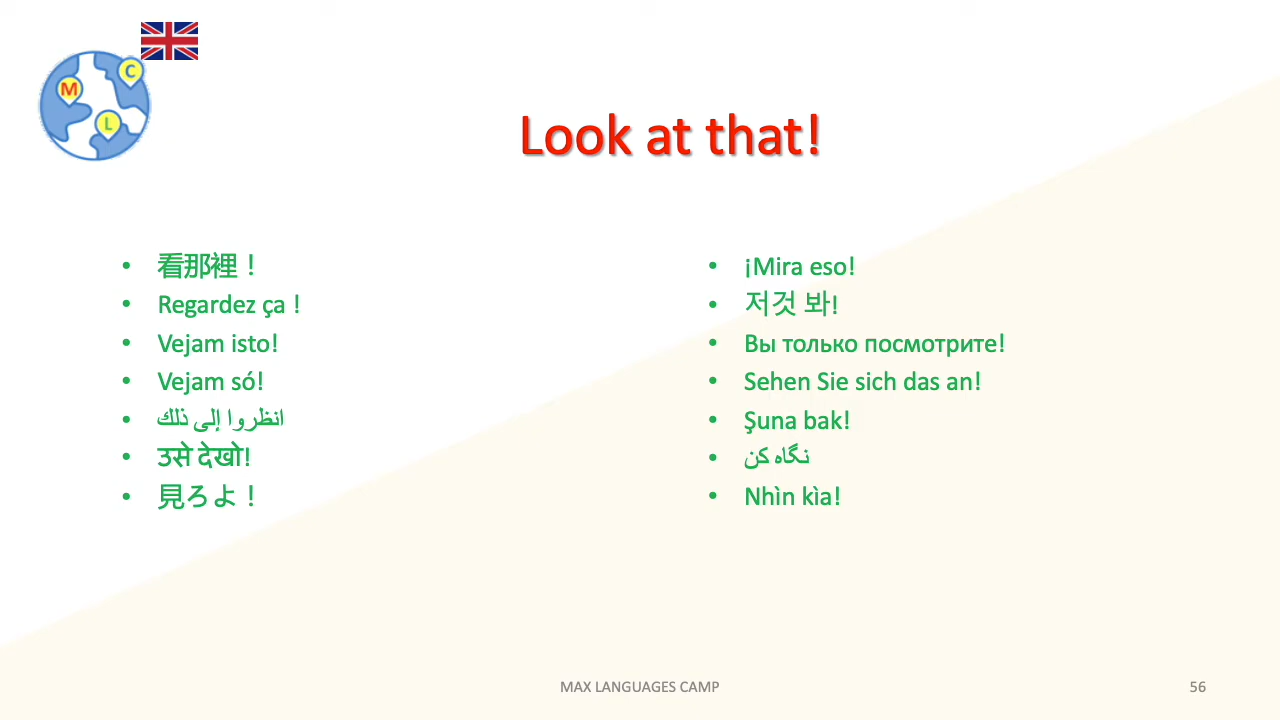 M
C
L
Look at that!
• 看那裡！
• Regardez ça !
• Vejam isto!
• Vejam só!
• انظروا إلى ذلك
• उसे देखो!
• 見ろよ！
• ¡Mira eso!
• 저것 봐!
• Вы только посмотрите!
• Sehen Sie sich das an!
• Şuna bak!
• نگاه کن
• Nhìn kìa!
MAX LANGUAGES CAMP
56